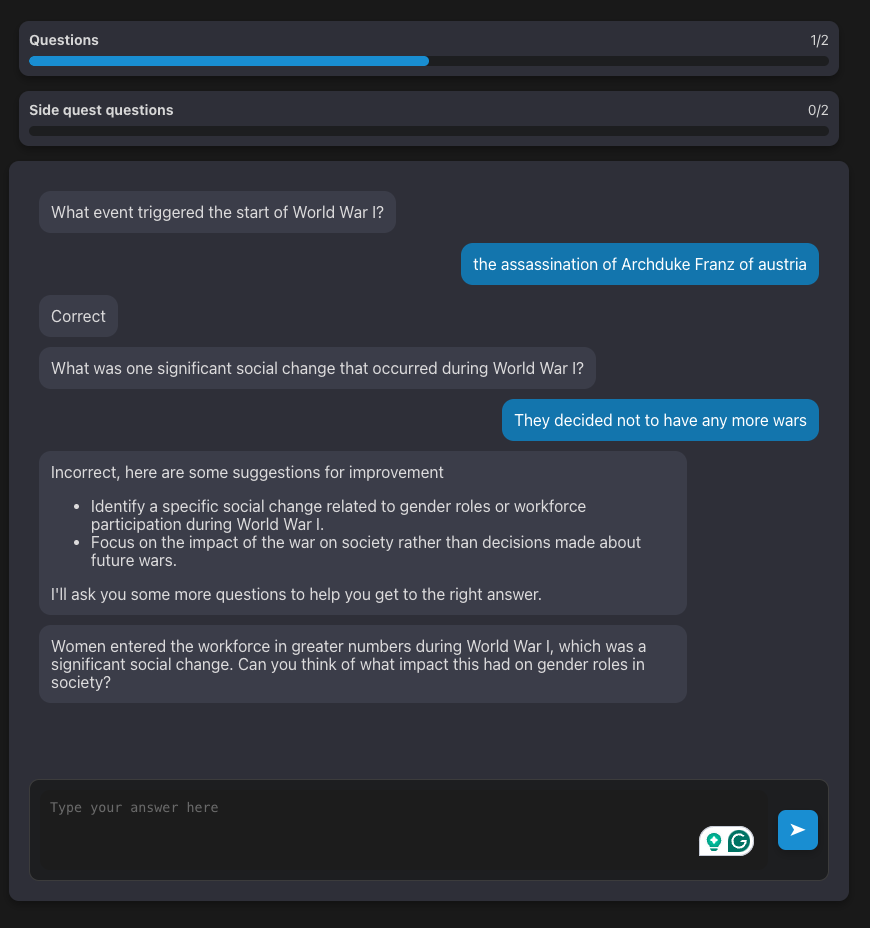 Questions
1/2
Side quest questions
0/2
What event triggered the start of World War I?
the assassination of Archduke Franz of austria
Correct
What was one significant social change that occurred during World War I?
They decided not to have any more wars
Incorrect, here are some suggestions for improvement
• Identify a specific social change related to gender roles or workforce
participation during World War I.
• Focus on the impact of the war on society rather than decisions made about
future wars.
I'll ask you some more questions to help you get to the right answer.
Women entered the workforce in greater numbers during World War I, which was a
significant social change. Can you think of what impact this had on gender roles in
society?
Type your answer here